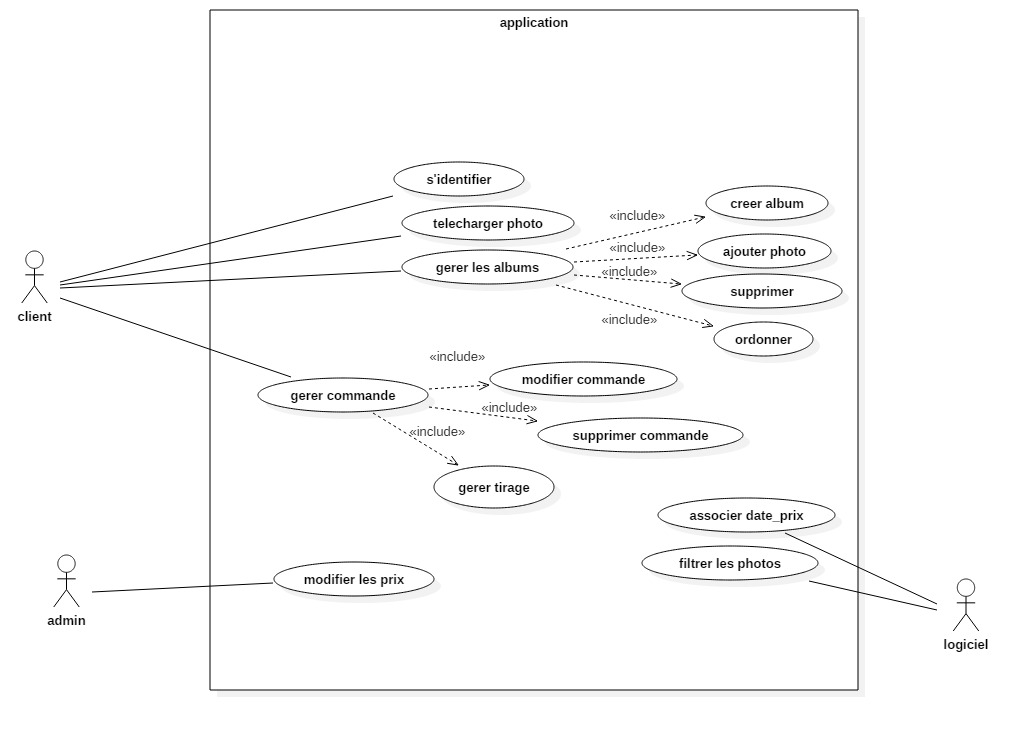 application
s'identifier
telecharger photo
gerer les albums
«include»
creer album
«include»
ajouter photo
«include»
supprimer
«include»
ordonner
client
«include»
modifier commande
gerer commande
«include»
supprimer commande
«include»
gerer tirage
associer date_prix
filtrer les photos
modifier les prix
admin
logiciel